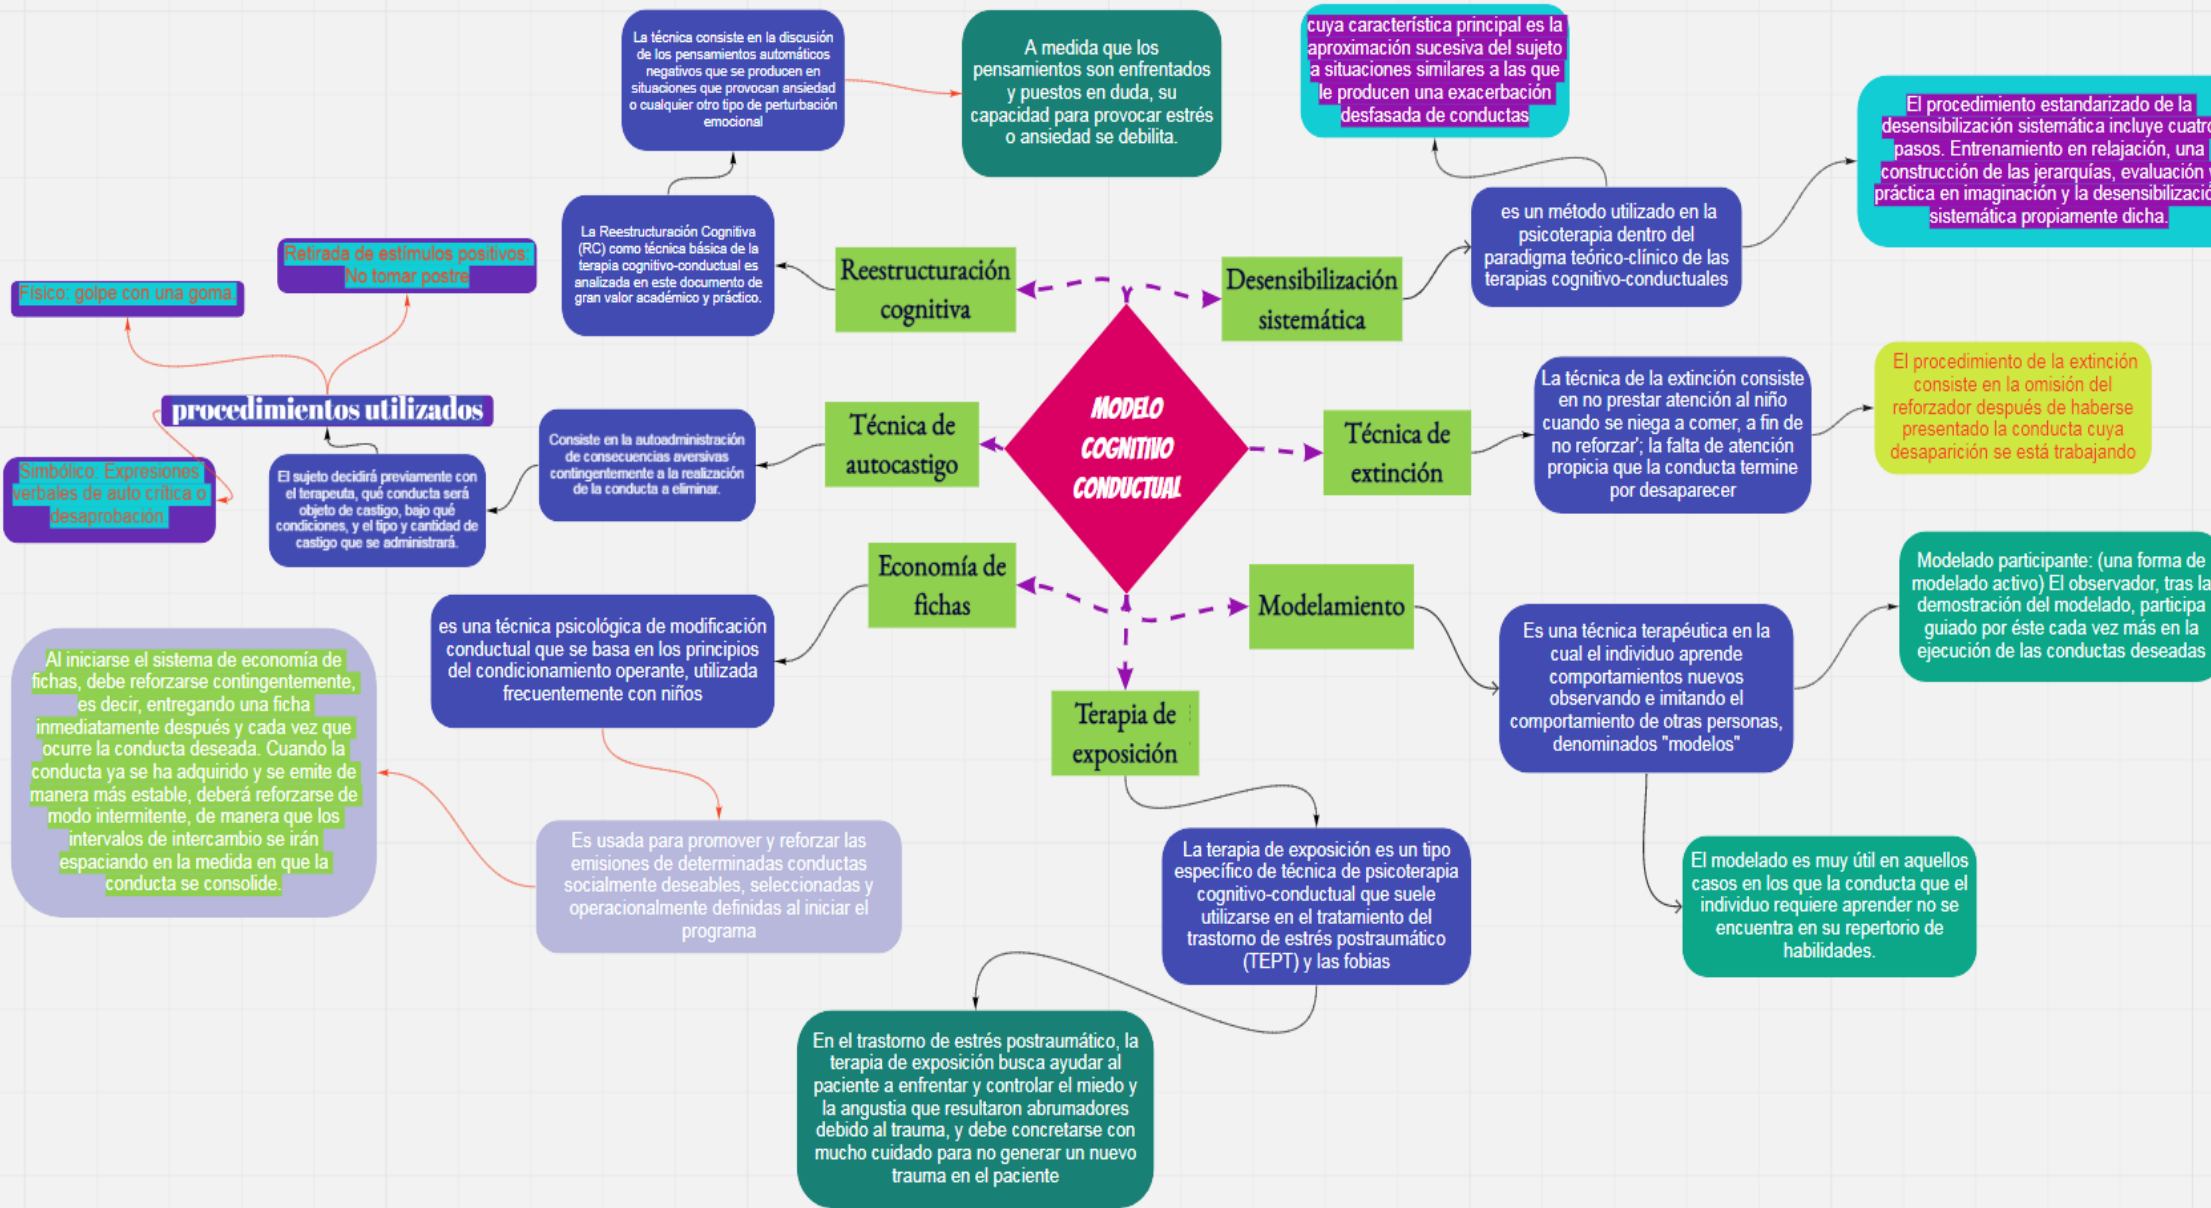 La técnica consiste en la discusión
de los pensamientos automáticos
negativos que se producen en
situaciones que provocan ansiedad
o cualquier otro tipo de perturbación
emocional
A medida que los
pensamientos son enfrentados
y puestos en duda, su
capacidad para provocar estrés
o ansiedad se debilita.
cuya característica principal es la
aproximación sucesiva del sujeto
a situaciones similares a las que
le producen una exacerbación
desfasada de conductas
El procedimiento estandarizado de la
desensibilización sistemática incluye cuatro
pasos. Entrenamiento en relajación, una
construcción de las jerarquías, evaluación y
práctica en imaginación y la desensibilización
sistemática propiamente dicha.
La Reestructuración Cognitiva
(RC) como técnica básica de la
terapia cognitivo-conductual es
analizada en este documento de
gran valor académico y práctico.
Reestructuración
cognitiva
Desensibilización
sistemática
es un método utilizado en la
psicoterapia dentro del
paradigma teórico-clínico de las
terapias cognitivo-conductuales
Retirada de estímulos positivos:
No tomar postre
Físico: golpe con una goma.
procedimientos utilizados
Simbólico: Expresiones
verbales de auto crítica o
desaprobación.
El sujeto decidirá previamente con
el terapeuta, qué conducta será
objeto de castigo, bajo qué
condiciones, y el tipo y cantidad de
castigo que se administrará.
Consiste en la autoadministración
de consecuencias aversivas
contingentemente a la realización
de la conducta a eliminar.
Técnica de
autocastigo
MODELO
COGNITIVO
CONDUCTUAL
Técnica de
extinción
La técnica de la extinción consiste
en no prestar atención al niño
cuando se niega a comer, a fin de
no reforzar'; la falta de atención
propicia que la conducta termine
por desaparecer
El procedimiento de la extinción
consiste en la omisión del
reforzador después de haberse
presentado la conducta cuya
desaparición se está trabajando
Economía de
fichas
es una técnica psicológica de modificación
conductual que se basa en los principios
del condicionamiento operante, utilizada
frecuentemente con niños
Al iniciarse el sistema de economía de
fichas, debe reforzarse contingentemente,
es decir, entregando una ficha
inmediatamente después y cada vez que
ocurre la conducta deseada. Cuando la
conducta ya se ha adquirido y se emite de
manera más estable, deberá reforzarse de
modo intermitente, de manera que los
intervalos de intercambio se irán
espaciando en la medida en que la
conducta se consolide.
Es usada para promover y reforzar las
emisiones de determinadas conductas
socialmente deseables, seleccionadas y
operacionalmente definidas al iniciar el
programa
Modelamiento
Es una técnica terapéutica en la
cual el individuo aprende
comportamientos nuevos
observando e imitando el
comportamiento de otras personas,
denominados "modelos"
Modelado participante: (una forma de
modelado activo) El observador, tras la
demostración del modelado, participa
guiado por éste cada vez más en la
ejecución de las conductas deseadas
El modelado es muy útil en aquellos
casos en los que la conducta que el
individuo requiere aprender no se
encuentra en su repertorio de
habilidades.
Terapia de
exposición
La terapia de exposición es un tipo
específico de técnica de psicoterapia
cognitivo-conductual que suele
utilizarse en el tratamiento del
trastorno de estrés postraumático
(TEPT) y las fobias
En el trastorno de estrés postraumático, la
terapia de exposición busca ayudar al
paciente a enfrentar y controlar el miedo y
la angustia que resultaron abrumadores
debido al trauma, y debe concretarse con
mucho cuidado para no generar un nuevo
trauma en el paciente